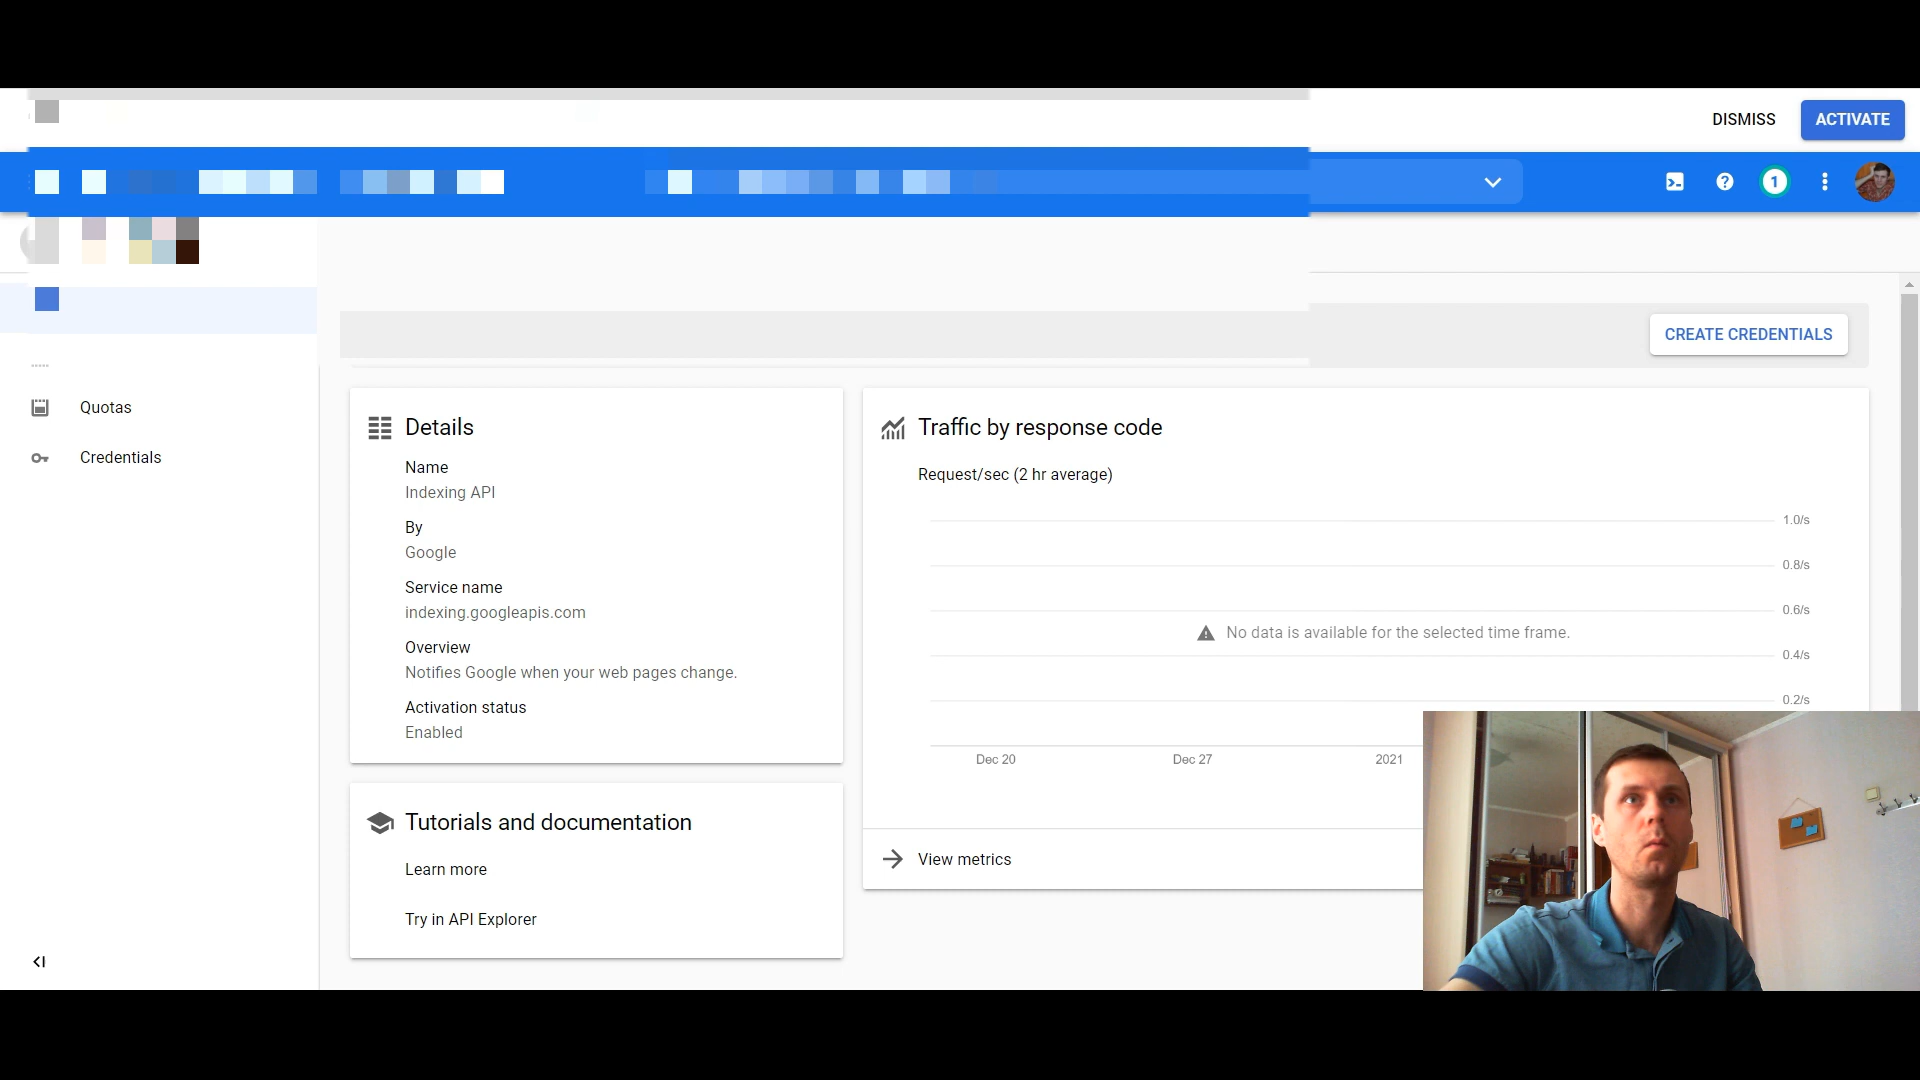 DISMISS
ACTIVATE
1
CREATE CREDENTIALS
Quotas
Credentials
Details
Name
Indexing API
By
Google
Service name
indexing.googleapis.com
Overview
Notifies Google when your web pages change.
Activation status
Enabled
Tutorials and documentation
Learn more
Try in API Explorer
Traffic by response code
Request/sec (2 hr average)
1.0/s
0.8/s
0.6/s
No data is available for the selected time frame.
0.4/s
0.2/s
Dec 20
Dec 27
2021
View metrics